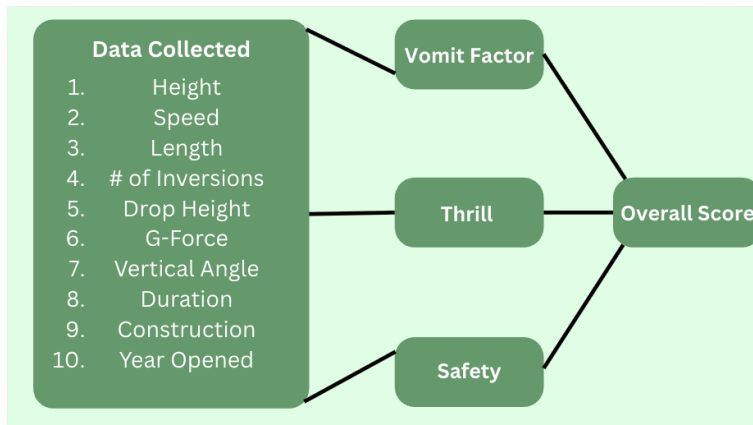 Data Collected
1. Height
2. Speed
3. Length
4. # of Inversions
5. Drop Height
6. G-Force
7. Vertical Angle
8. Duration
9. Construction
10. Year Opened
Vomit Factor
Thrill
Safety
Overall Score